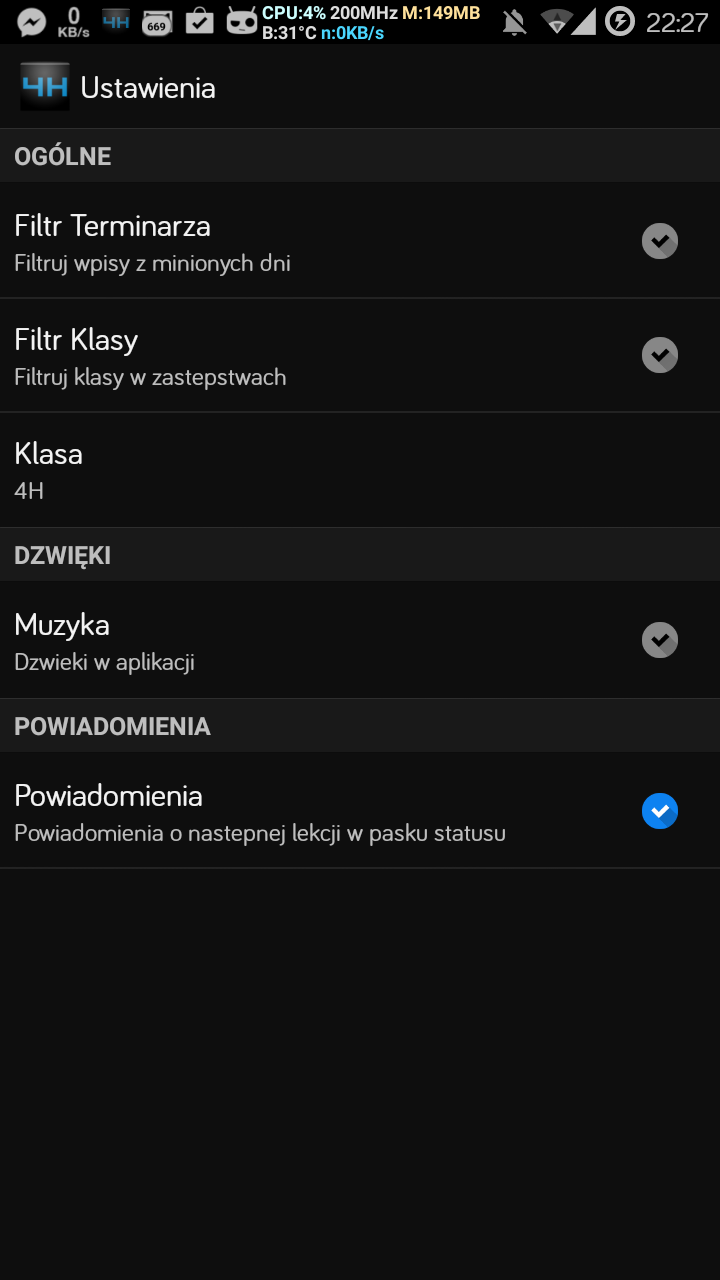 0
KB/s
4H
669
CPU:4% 200MHz M:149MB
B:31°C n:0KB/s
22:27
4H Ustawienia
OGÓLNE
Filtr Terminarza
Filtruj wpisy z minionych dni
Filtr Klasy
Filtruj klasy w zastepstwach
Klasa
4H
DZWIĘKI
Muzyka
Dzwieki w aplikacji
POWIADOMIENIA
Powiadomienia
Powiadomienia o nastepnej lekcji w pasku statusu